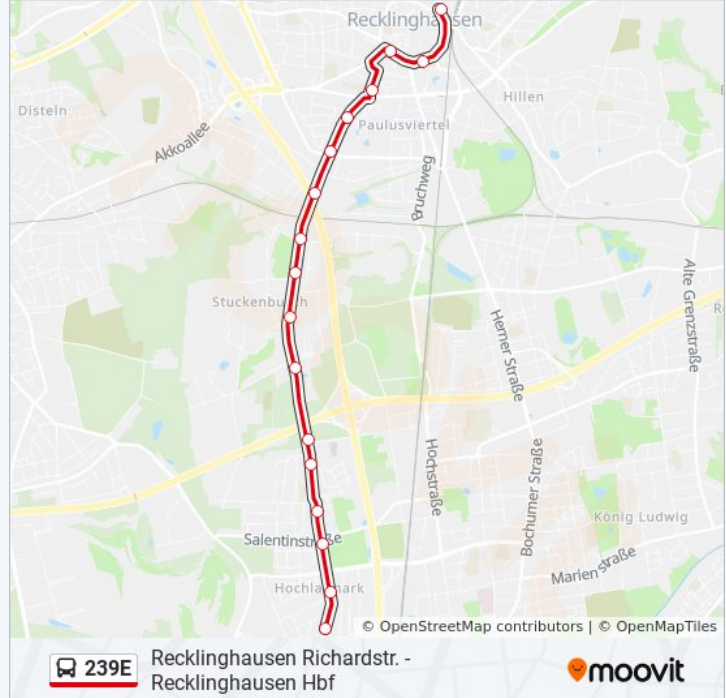 Recklinghausen
Disteln
Hillen
Akkoallee
Paulusviertel
Bruchweg
Alte Grenzstraße
Stuckenbusch
Herner Straße
Hochstraße
Bochumer Straße
König Ludwig
Salentinstraße
Marienstraße
Hochlarmark
© OpenStreetMap contributors | © OpenMapTiles
239E
Recklinghausen Richardstr. -
Recklinghausen Hbf
moovit